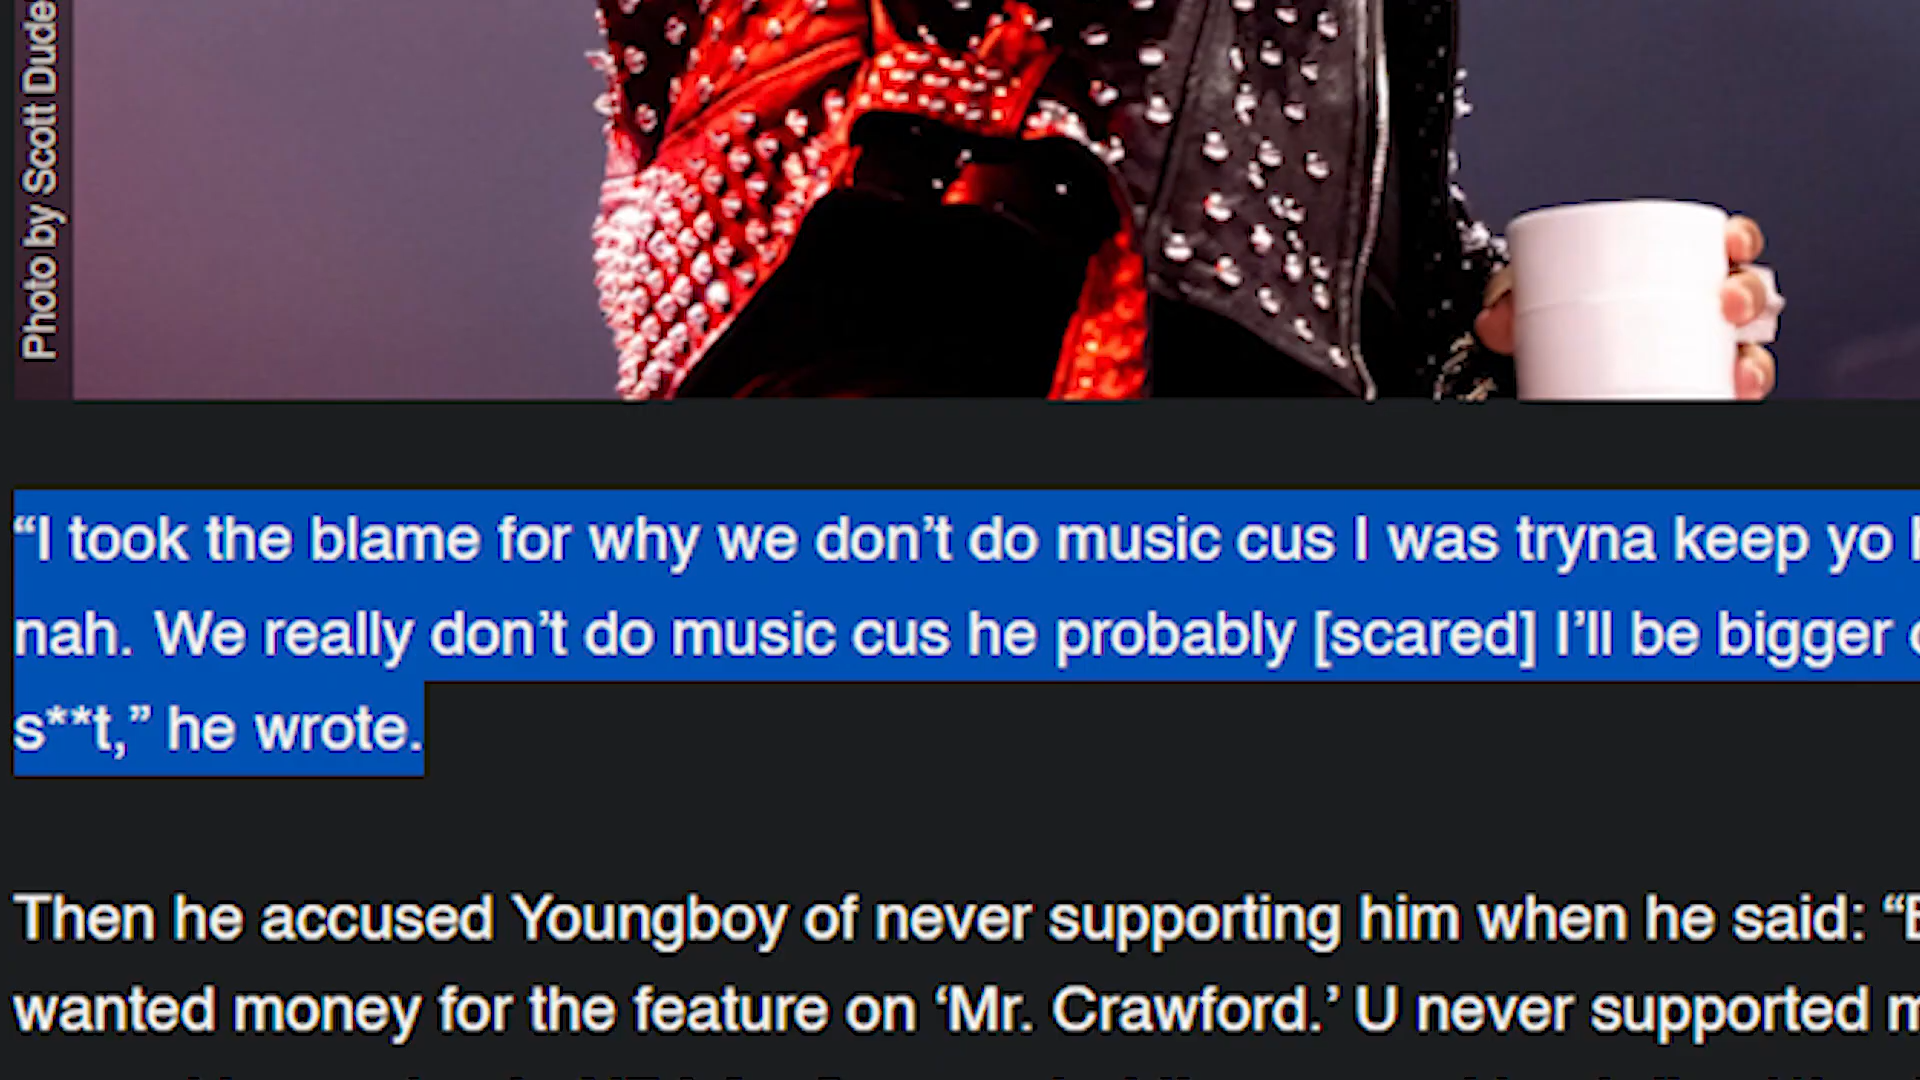 Photo by Scott Dude
“I took the blame for why we don’t do music cus I was tryna keep yo
nah. We really don’t do music cus he probably [scared] I’ll be bigger
s**t,” he wrote.
Then he accused Youngboy of never supporting him when he said: “
wanted money for the feature on ‘Mr. Crawford.’ U never supported